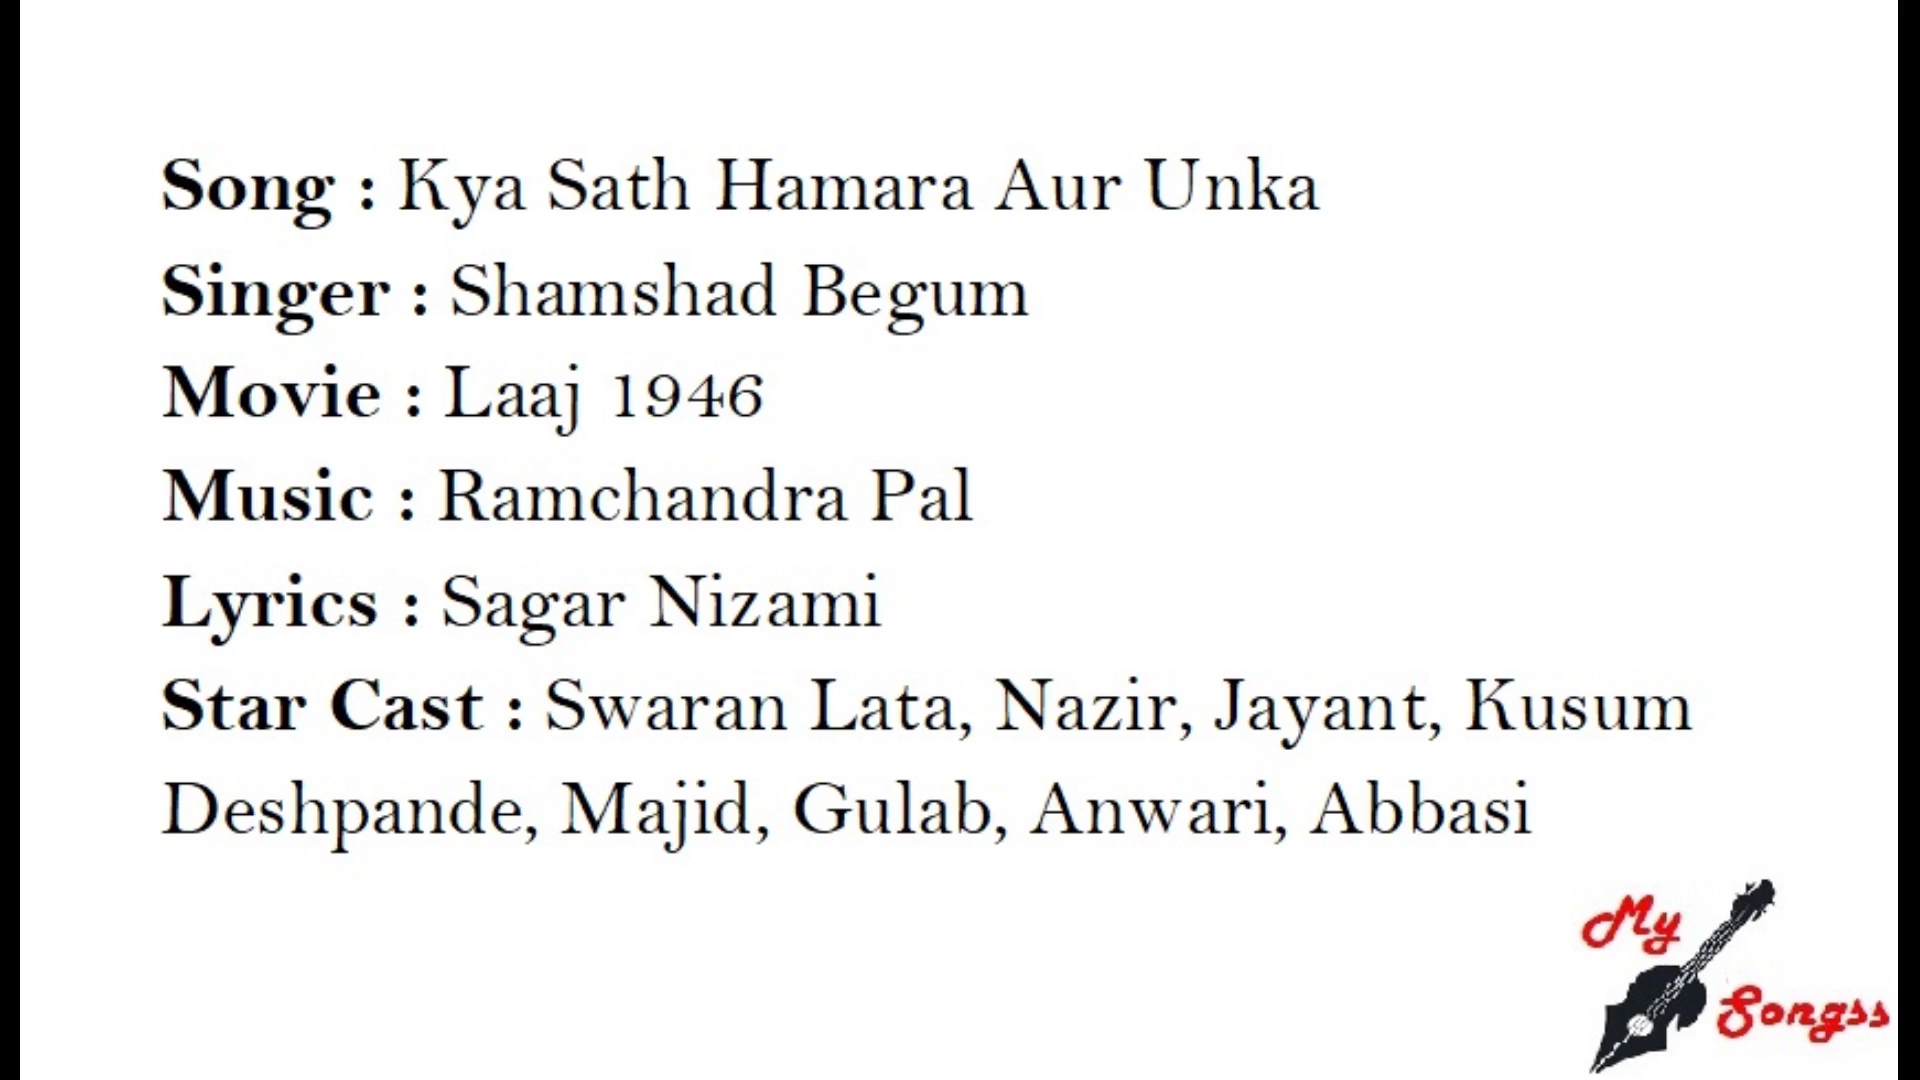 Song : Kya Sath Hamara Aur Unka
Singer : Shamshad Begum
Movie : Laaj 1946
Music : Ramchandra Pal
Lyrics : Sagar Nizami
Star Cast : Swaran Lata, Nazir, Jayant, Kusum
Deshpande, Majid, Gulab, Anwari, Abbasi
My
Songss